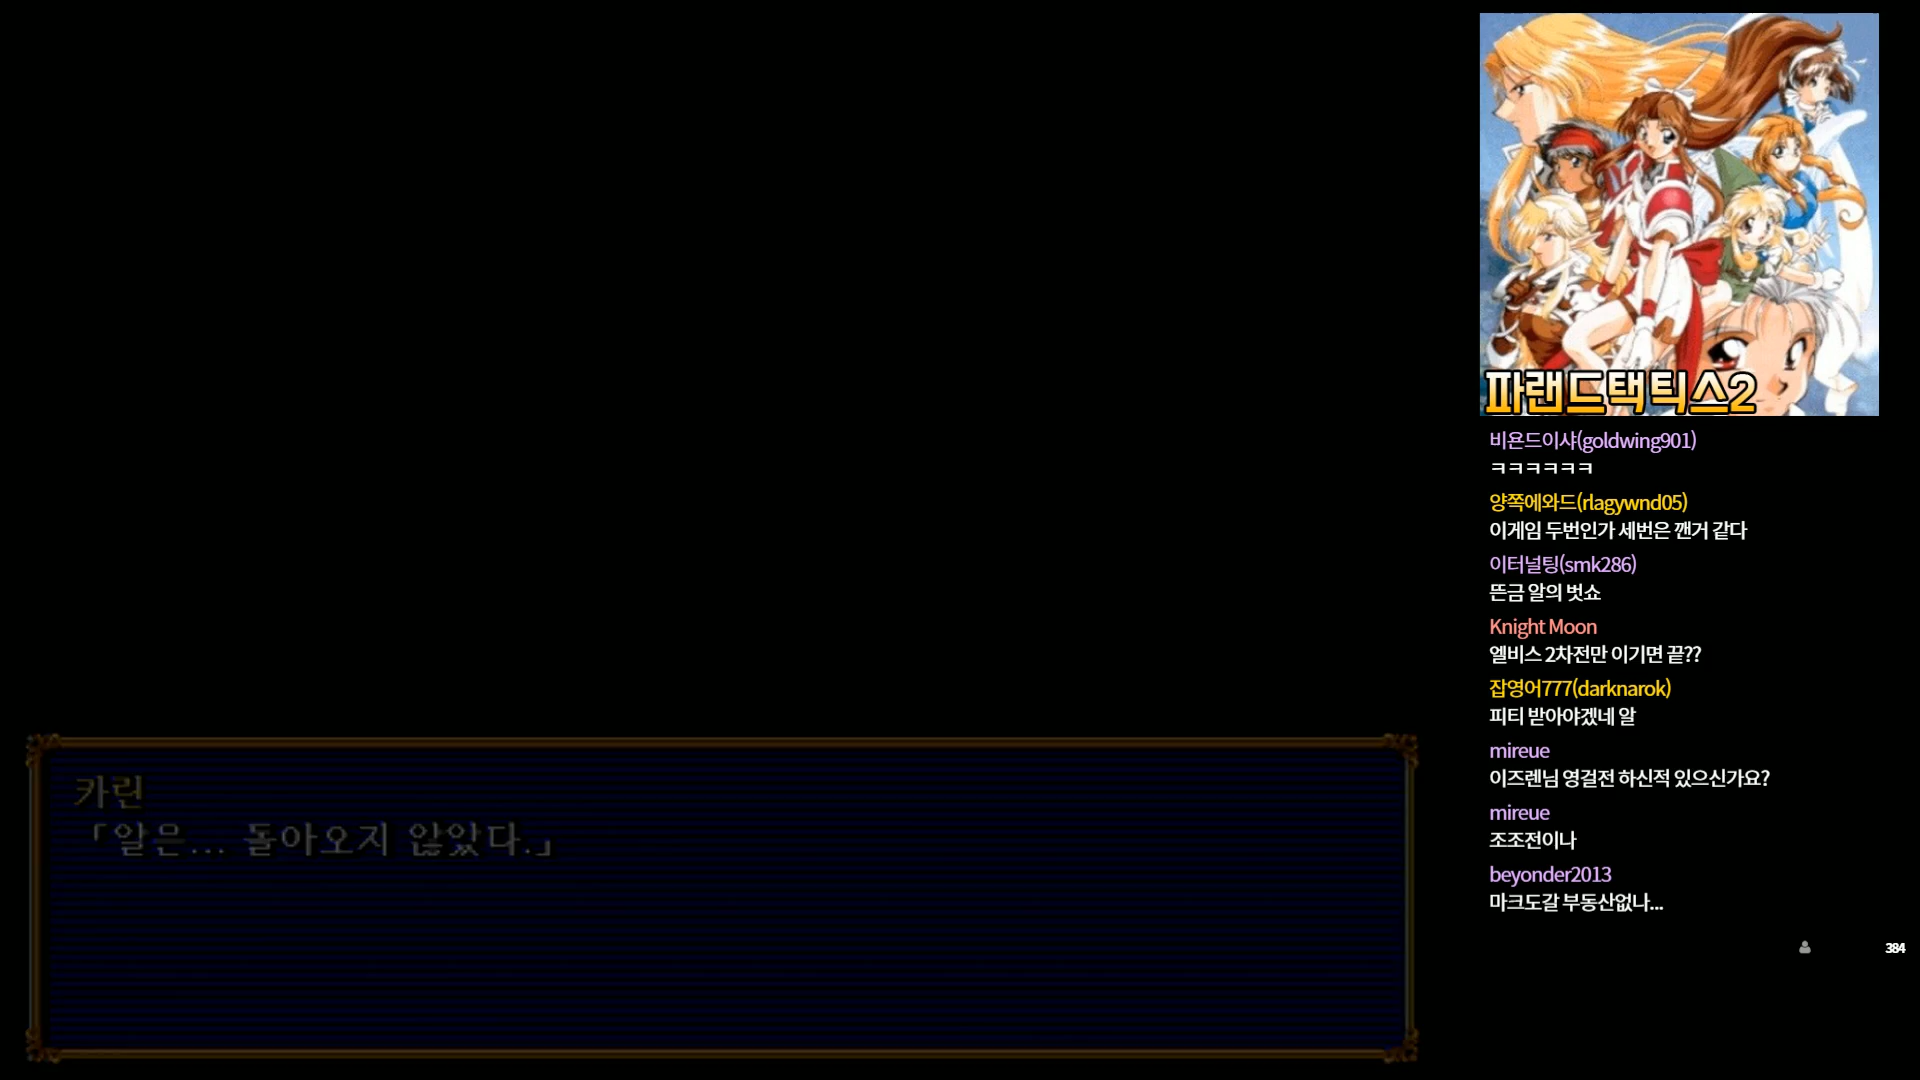 카린
「알은... 돌아오지 않았다.」
파랜드택틱스2
비욘드이샤(goldwing901)
ㅋㅋㅋㅋㅋㅋ
양쪽에와드(rlagywnd05)
이게임 두번인가 세번은 깬거 같다
이터널팅(smk286)
뜬금 알의 벗쇼
Knight Moon
엘비스 2차전만 이기면 끝??
잡영어777(darknarok)
피티 받아야겠네 알
mireue
이즈렌님 영걸전 하신적 있으신가요?
mireue
조조전이나
beyonder2013
마크도갈 부동산없나...
384